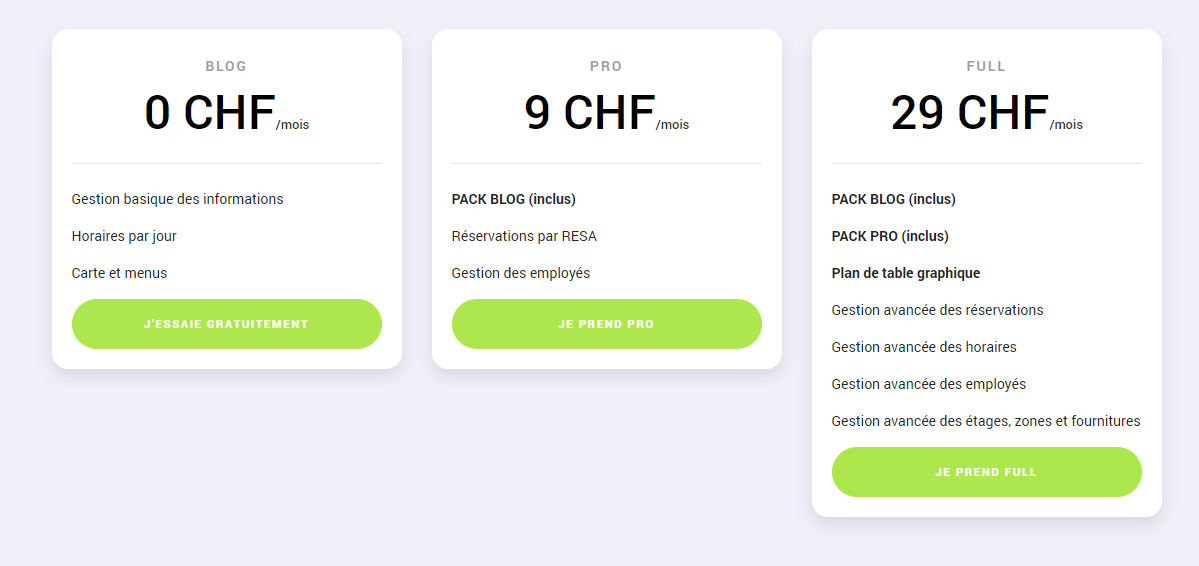 BLOG
0 CHF/mois
Gestion basique des informations
Horaires par jour
Carte et menus
J'ESSAIE GRATUITEMENT
PRO
9 CHF/mois
PACK BLOG (inclus)
Réservations par RESA
Gestion des employés
JE PREND PRO
FULL
29 CHF/mois
PACK BLOG (inclus)
PACK PRO (inclus)
Plan de table graphique
Gestion avancée des réservations
Gestion avancée des horaires
Gestion avancée des employés
Gestion avancée des étages, zones et fournitures
JE PREND FULL